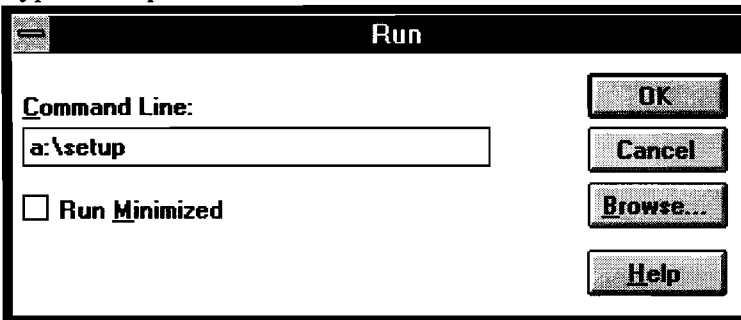 Run
Command Line:
a:\setup
Run Minimized
OK
Cancel
Browse...
Help